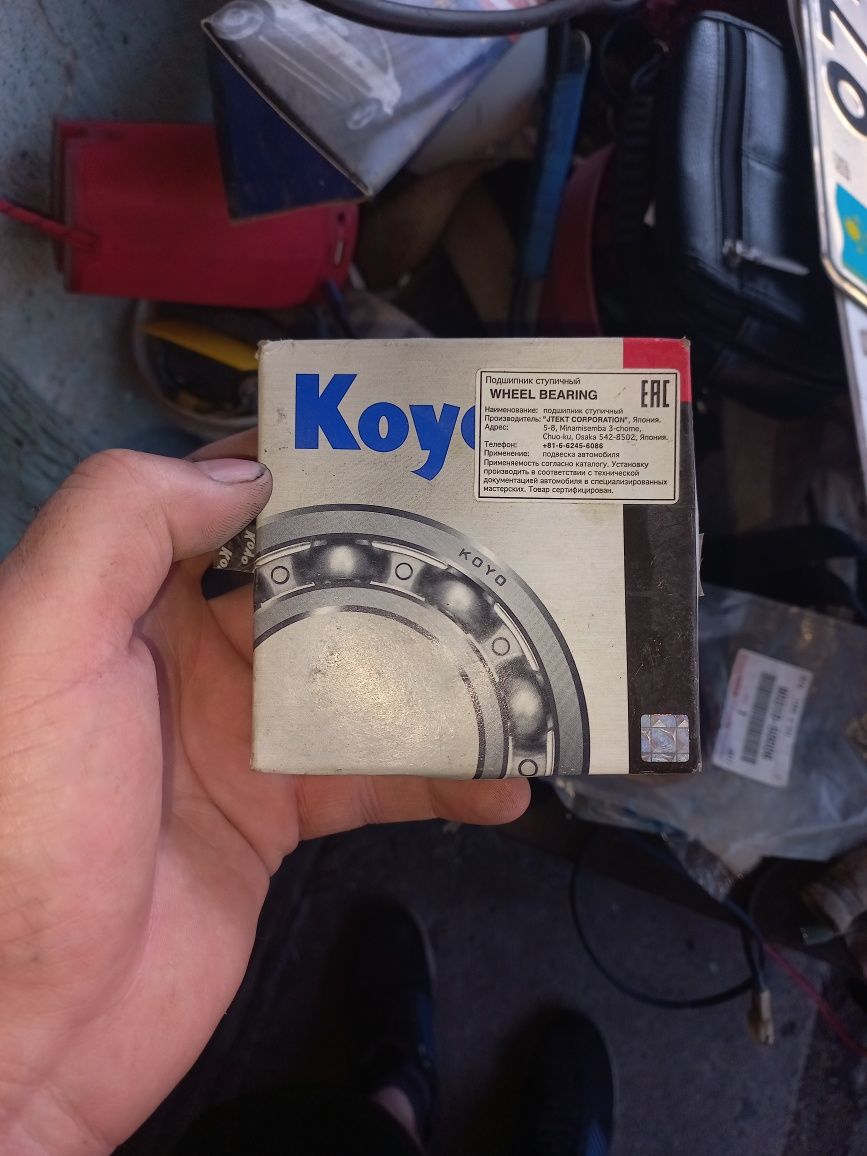 Koyo
Подшипник ступичный
WHEEL BEARING
EAC
Наименование: подшипник ступичный
Производитель: "JTEKT CORPORATION", Япония.
Адрес: 5-8, Minamisemba 3-chome,
Chuo-ku, Osaka 542-8502, Япония.
Телефон: +81-6-6245-6086
Применение: подвеска автомобиля
Применяемость согласно каталогу. Установку
производить в соответствии с технической
документацией автомобиля в специализированных
мастерских. Товар сертифицирован.
KOYO